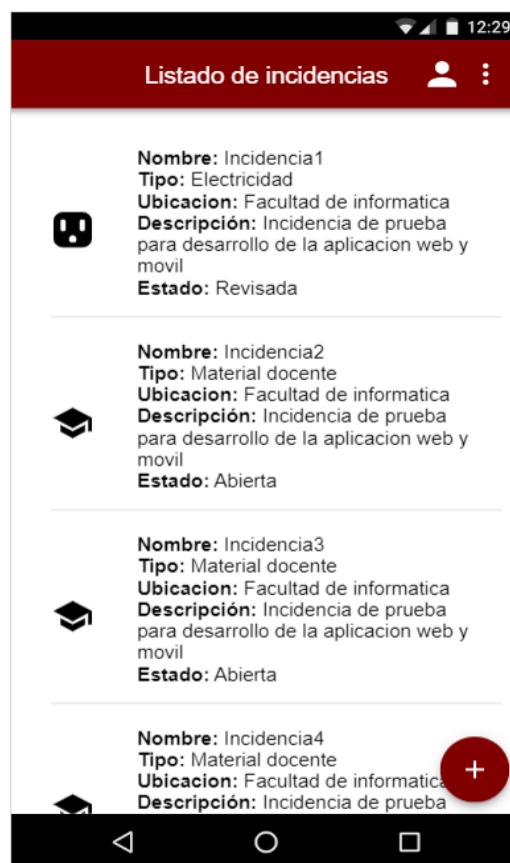 12:29
Listado de incidencias
Nombre: Incidencia1
Tipo: Electricidad
Ubicacion: Facultad de informatica
Descripción: Incidencia de prueba
para desarrollo de la aplicacion web y
movil
Estado: Revisada
Nombre: Incidencia2
Tipo: Material docente
Ubicacion: Facultad de informatica
Descripción: Incidencia de prueba
para desarrollo de la aplicacion web y
movil
Estado: Abierta
Nombre: Incidencia3
Tipo: Material docente
Ubicacion: Facultad de informatica
Descripción: Incidencia de prueba
para desarrollo de la aplicacion web y
movil
Estado: Abierta
Nombre: Incidencia4
Tipo: Material docente
Ubicacion: Facultad de informatic
Descripción: Incidencia de prueba